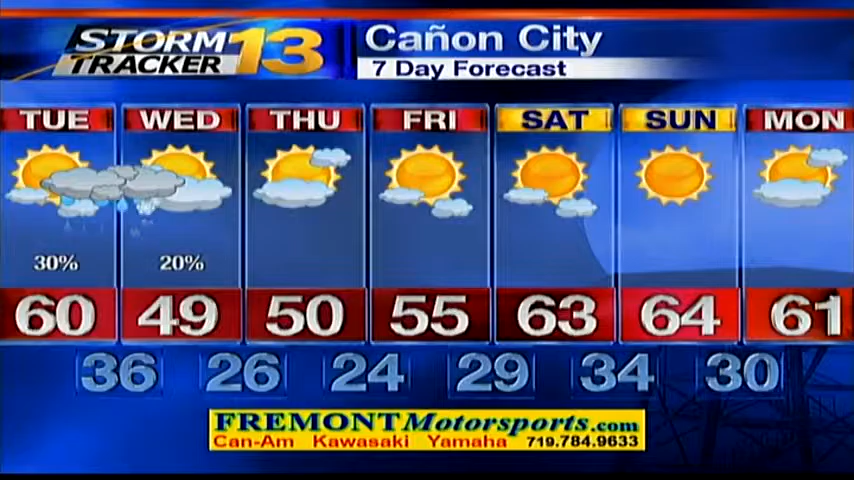 STORM
TRACKER
13
Cañon City
7 Day Forecast
TUE WED THU FRI SAT SUN MON
30% 20%
60 49 50 55 63 64 61
36 26 24 29 34 30
FREMONT Motorsports.com
Can-Am Kawasaki Yamaha 719.784.9633